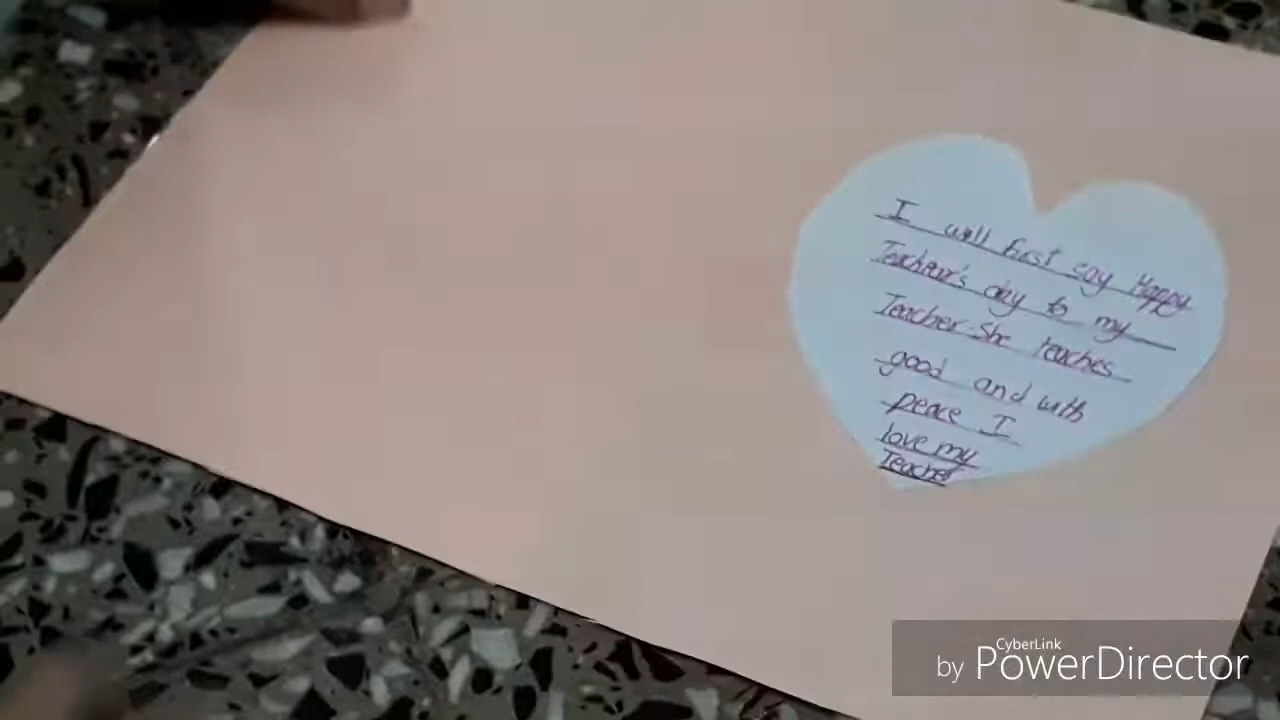 I will first say Happy
Teacher's day to my
Teacher. She teaches
good and with
peace I
love my
Teacher
CyberLink
by PowerDirector